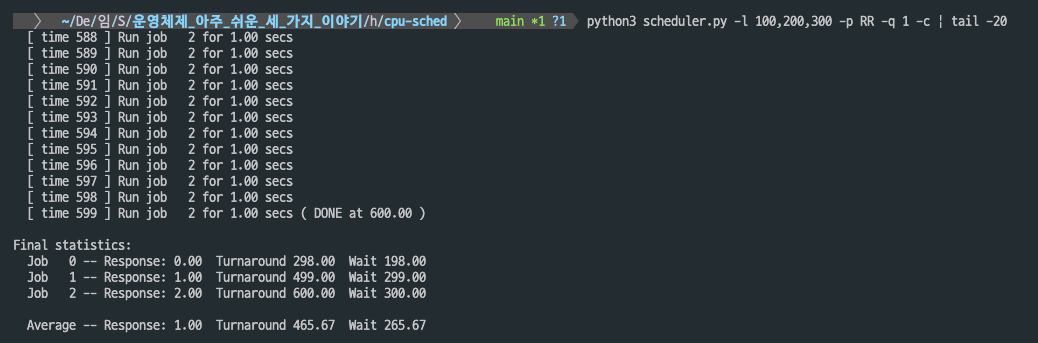 ~/De/임/S/운영체제_아주_쉬운_세_가지_이야기/h/cpu-sched main *1 ?1 python3 scheduler.py -l 100,200,300 -p RR -q 1 -c | tail -20
[ time 588 ] Run job   2 for 1.00 secs
[ time 589 ] Run job   2 for 1.00 secs
[ time 590 ] Run job   2 for 1.00 secs
[ time 591 ] Run job   2 for 1.00 secs
[ time 592 ] Run job   2 for 1.00 secs
[ time 593 ] Run job   2 for 1.00 secs
[ time 594 ] Run job   2 for 1.00 secs
[ time 595 ] Run job   2 for 1.00 secs
[ time 596 ] Run job   2 for 1.00 secs
[ time 597 ] Run job   2 for 1.00 secs
[ time 598 ] Run job   2 for 1.00 secs
[ time 599 ] Run job   2 for 1.00 secs ( DONE at 600.00 )
Final statistics:
Job   0 -- Response: 0.00  Turnaround 298.00  Wait 198.00
Job   1 -- Response: 1.00  Turnaround 499.00  Wait 299.00
Job   2 -- Response: 2.00  Turnaround 600.00  Wait 300.00
Average -- Response: 1.00  Turnaround 465.67  Wait 265.67